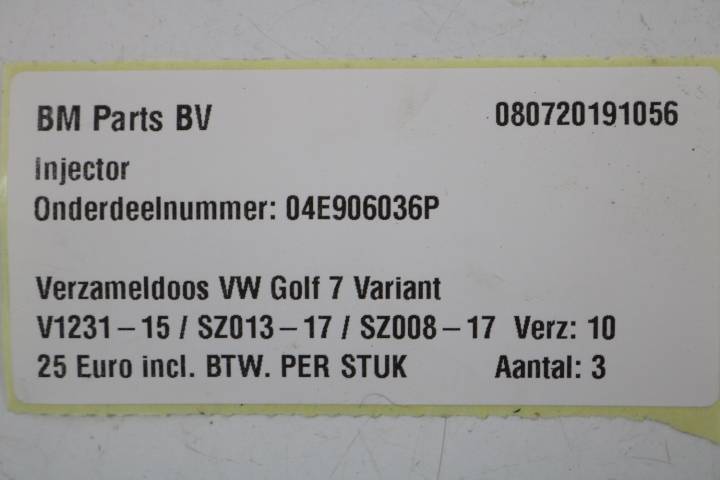 BM Parts BV 080720191056
Injector
Onderdeelnummer: 04E906036P
Verzameldoos VW Golf 7 Variant
V1231-15 / SZ013-17 / SZ008-17 Verz: 10
25 Euro incl. BTW. PER STUK Aantal: 3